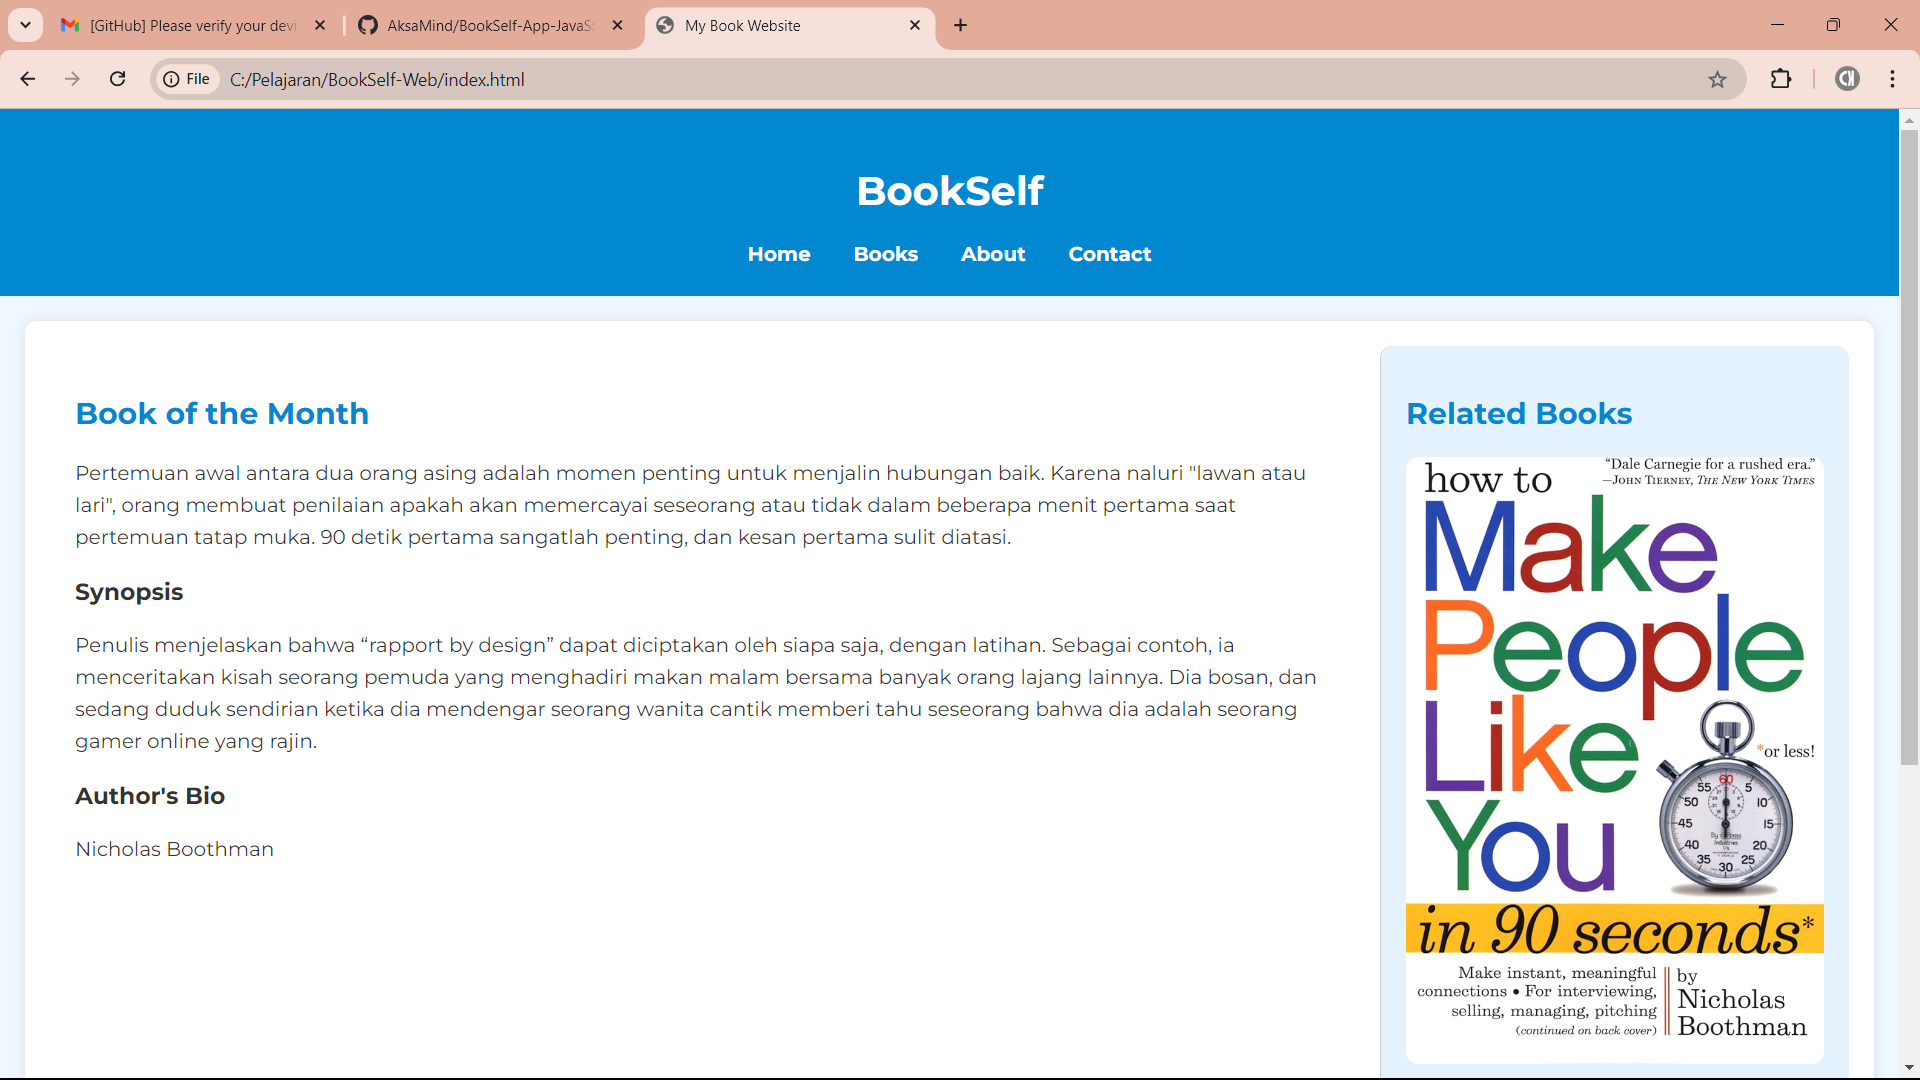 [GitHub] Please verify your devi
AksaMind/BookSelf-App-JavaS
My Book Website
File
C:/Pelajaran/BookSelf-Web/index.html
BookSelf
Home Books About Contact
Book of the Month
Pertemuan awal antara dua orang asing adalah momen penting untuk menjalin hubungan baik. Karena naluri "lawan atau
lari", orang membuat penilaian apakah akan memercayai seseorang atau tidak dalam beberapa menit pertama saat
pertemuan tatap muka. 90 detik pertama sangatlah penting, dan kesan pertama sulit diatasi.
Synopsis
Penulis menjelaskan bahwa “rapport by design” dapat diciptakan oleh siapa saja, dengan latihan. Sebagai contoh, ia
menceritakan kisah seorang pemuda yang menghadiri makan malam bersama banyak orang lajang lainnya. Dia bosan, dan
sedang duduk sendirian ketika dia mendengar seorang wanita cantik memberi tahu seseorang bahwa dia adalah seorang
gamer online yang rajin.
Author's Bio
Nicholas Boothman
Related Books
“Dale Carnegie for a rushed era.”
—John Tierney, The New York Times
how to
Make
People
Like
*or less!
You
60
55 5
50 10
45 15
40 20
35 25
30
in 90 seconds*
Make instant, meaningful
connections • For interviewing,
selling, managing, pitching
(continued on back cover)
by
Nicholas
Boothman